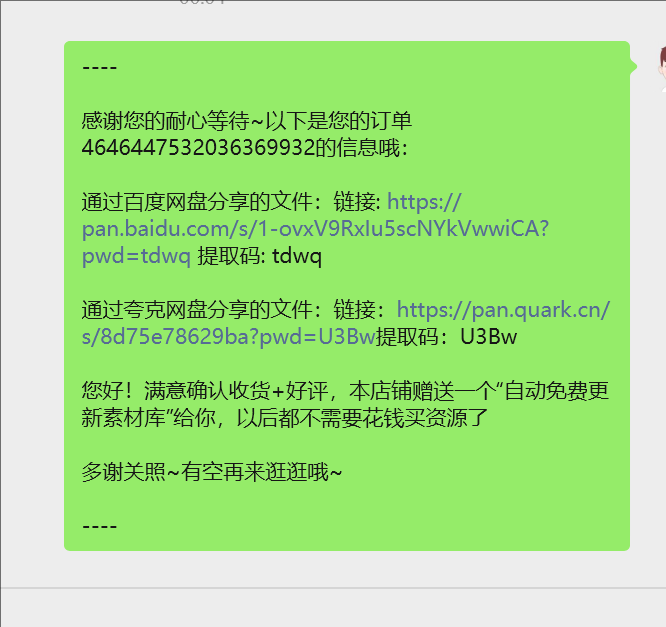 ----
感谢您的耐心等待~以下是您的订单
4646447532036369932的信息哦：
通过百度网盘分享的文件：链接: https://
pan.baidu.com/s/1-ovxV9RxIu5scNYkVwwiCA?
pwd=tdwq 提取码: tdwq
通过夸克网盘分享的文件：链接：https://pan.quark.cn/
s/8d75e78629ba?pwd=U3Bw提取码：U3Bw
您好！满意确认收货+好评，本店铺赠送一个“自动免费更
新素材库”给你，以后都不需要花钱买资源了
多谢关照~有空再来逛逛哦~
----